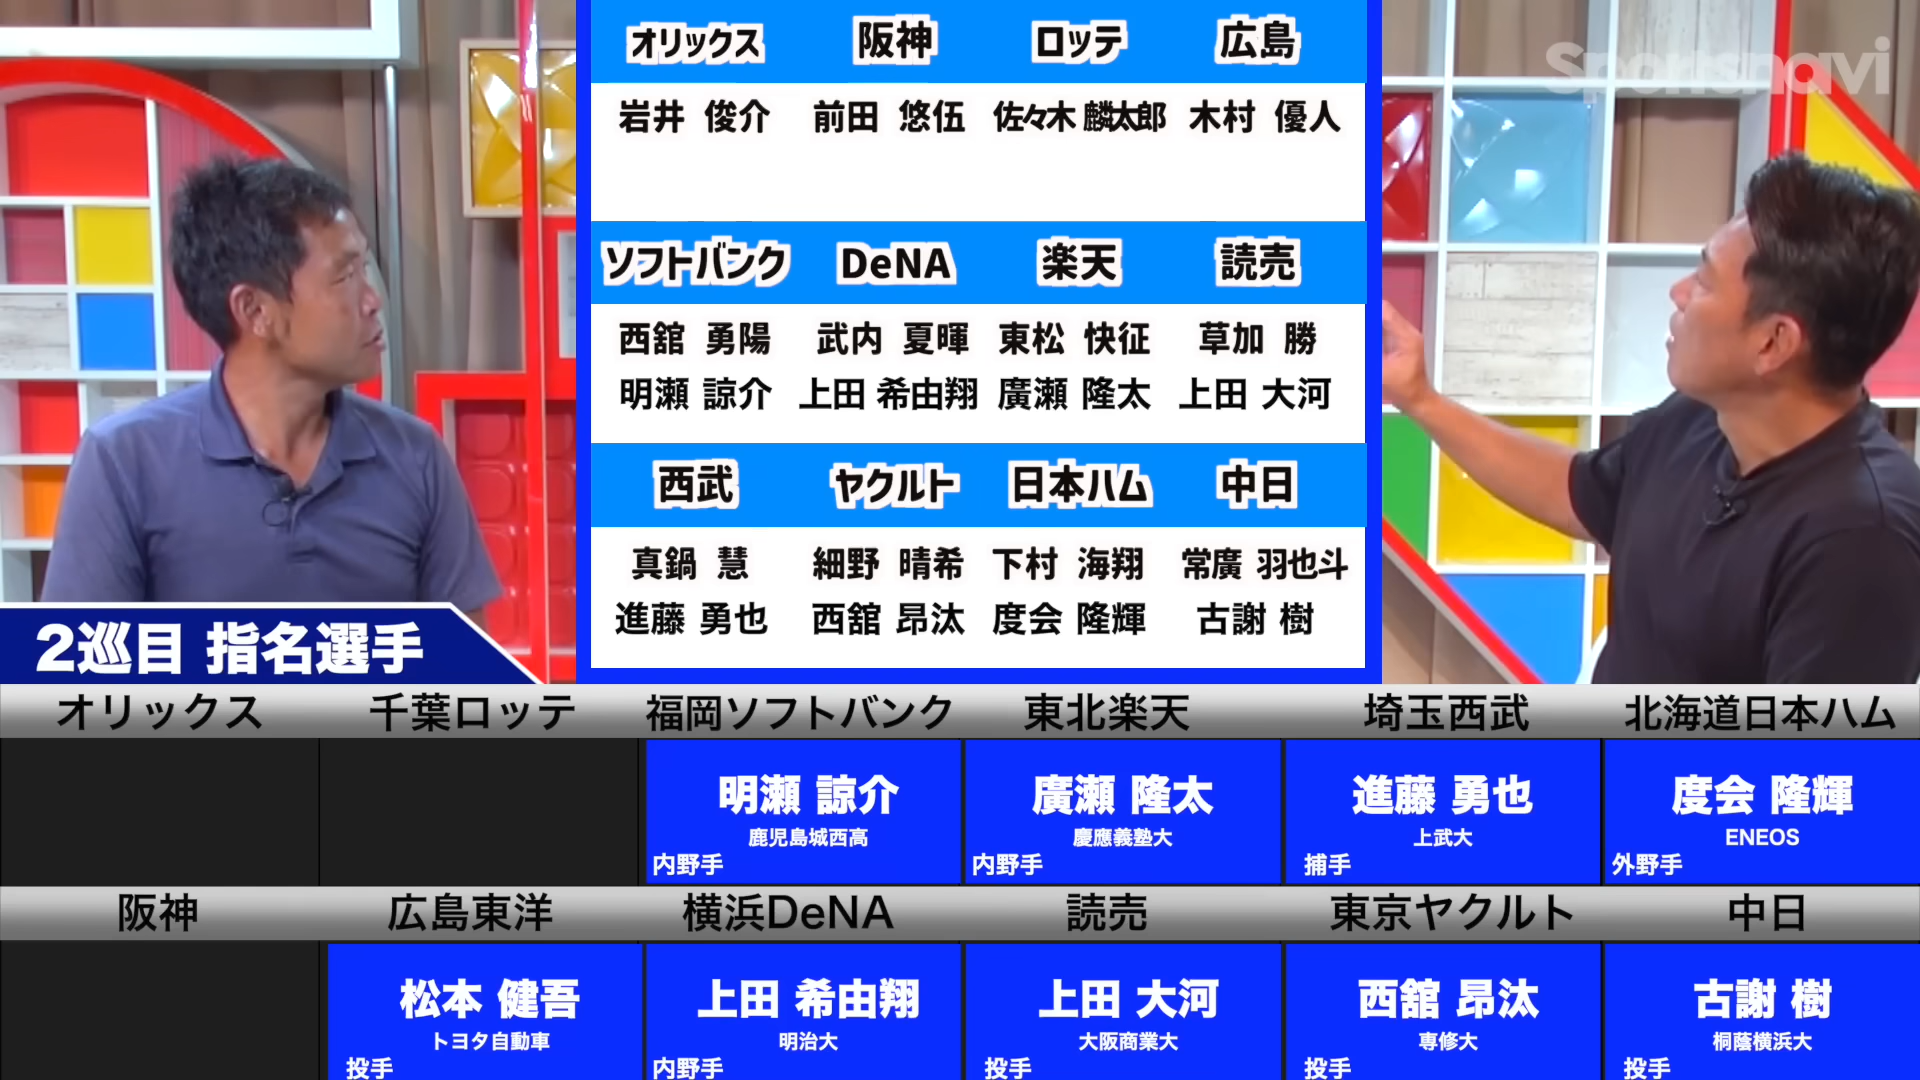 Sportsnavi
オリックス 阪神 ロッテ 広島
岩井 俊介 前田 悠伍 佐々木 麟太郎 木村 優人
ソフトバンク DeNA 楽天 読売
西舘 勇陽 武内 夏暉 東松 快征 草加 勝
明瀬 諒介 上田 希由翔 廣瀬 隆太 上田 大河
西武 ヤクルト 日本ハム 中日
真鍋 慧 細野 晴希 下村 海翔 常廣 羽也斗
進藤 勇也 西舘 昂汰 度会 隆輝 古謝 樹
2巡目 指名選手
オリックス 千葉ロッテ 福岡ソフトバンク 東北楽天 埼玉西武 北海道日本ハム
明瀬 諒介 廣瀬 隆太 進藤 勇也 度会 隆輝
鹿児島城西高 慶應義塾大 上武大 ENEOS
内野手 内野手 捕手 外野手
阪神 広島東洋 横浜DeNA 読売 東京ヤクルト 中日
松本 健吾 上田 希由翔 上田 大河 西舘 昂汰 古謝 樹
トヨタ自動車 明治大 大阪商業大 専修大 桐蔭横浜大
投手 内野手 投手 投手 投手